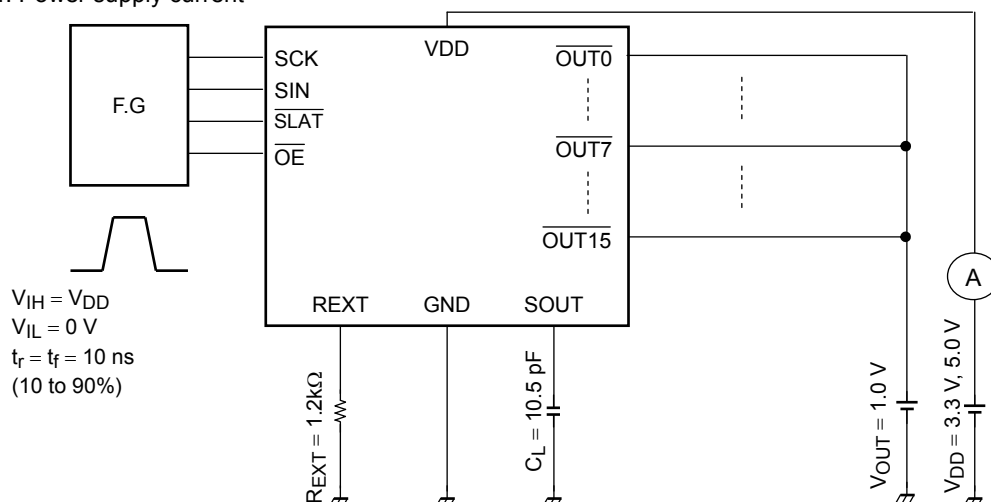 Power supply current
F.G
SCK
SIN
SLAT
OE
VDD
OUT0
OUT7
OUT15
REXT
GND
SOUT
A
VIH = VDD
VIL = 0 V
tr = tf = 10 ns
(10 to 90%)
REXT = 1.2kΩ
CL = 10.5 pF
VOUT = 1.0 V
VDD = 3.3 V, 5.0 V